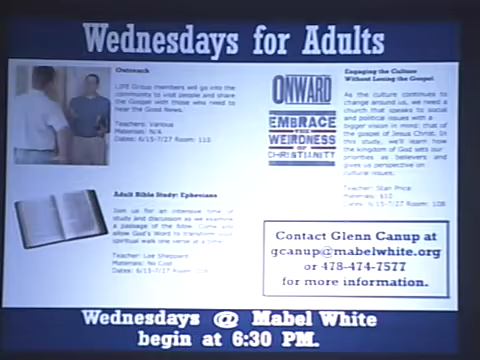 Wednesdays for Adults
Outreach
LIFE Group members will go into the
community to visit people and share
the Gospel with those who need to
hear the Good News.
Teachers: Various
Materials: N/A
Dates: 6/15-7/27 Room: 110
Adult Bible Study: Ephesians
Join us for an intensive time of
study and discussion as we examine
a passage of the Bible. Come and
allow God's Word to transform your
spiritual walk one verse at a time.
Teacher: Lee Sheppard
Materials: No Cost
Dates: 6/15-7/27 Room:
ONWARD
EMBRACE
THE
WEIRDNESS
OF
CHRISTIANITY
Engaging the Culture
Without Losing the Gospel
As the culture continues to
change around us, we need a
church that speaks to social
and political issues with a
bigger vision in mind: that of
the gospel of Jesus Christ. In
this study, we'll learn how
the kingdom of God sets our
priorities as believers and
gives us perspective on
cultural issues.
Teacher: Stan Price
Materials: $10
Dates: 6/15-7/27 Room: 108
Contact Glenn Canup at
gcanup@mabelwhite.org
or 478-474-7577
for more information.
Wednesdays @ Mabel White
begin at 6:30 PM.